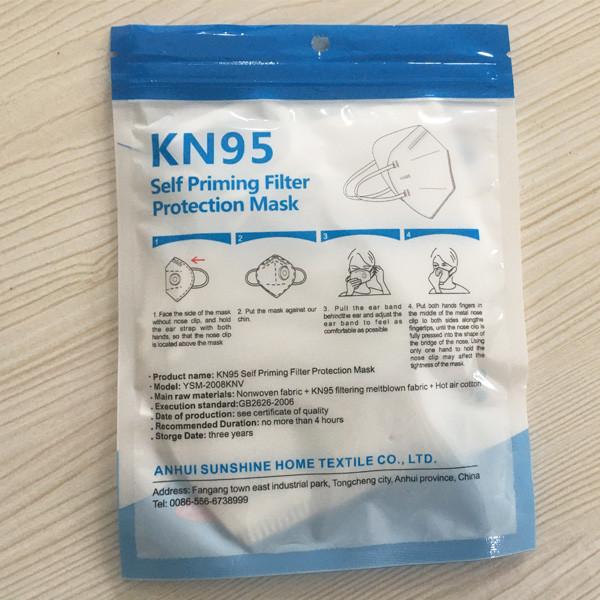 KN95
Self Priming Filter
Protection Mask
1
2
3
4
1. Face the side of the mask
without nose clip, and hold
the ear strap with both
hands, so that the nose clip
is located above the mask
2. Put the mask against our
chin.
3. Pull the ear band
behindthe ear and adjust the
ear band to feel as
comfortable as possible
4. Put both hands fingers in
the middle of the metal nose
clip to both sides alongthe
fingertips, until the nose clip is
fully pressed into the shape of
the bridge of the nose. Using
only one hand to hold the
nose clip may affect the
tightness of the mask.
· Product name: KN95 Self Priming Filter Protection Mask
· Model: YSM-2008KNV
· Main raw materials: Nonwoven fabric + KN95 filtering meltblown fabric + Hot air cotton
· Execution standard:GB2626-2006
· Date of production: see certificate of quality
· Recommended Duration: no more than 4 hours
· Storge Date: three years
ANHUI SUNSHINE HOME TEXTILE CO., LTD.
Address: Fangang town east industrial park, Tongcheng city, Anhui province, China
Tel: 0086-556-6738999